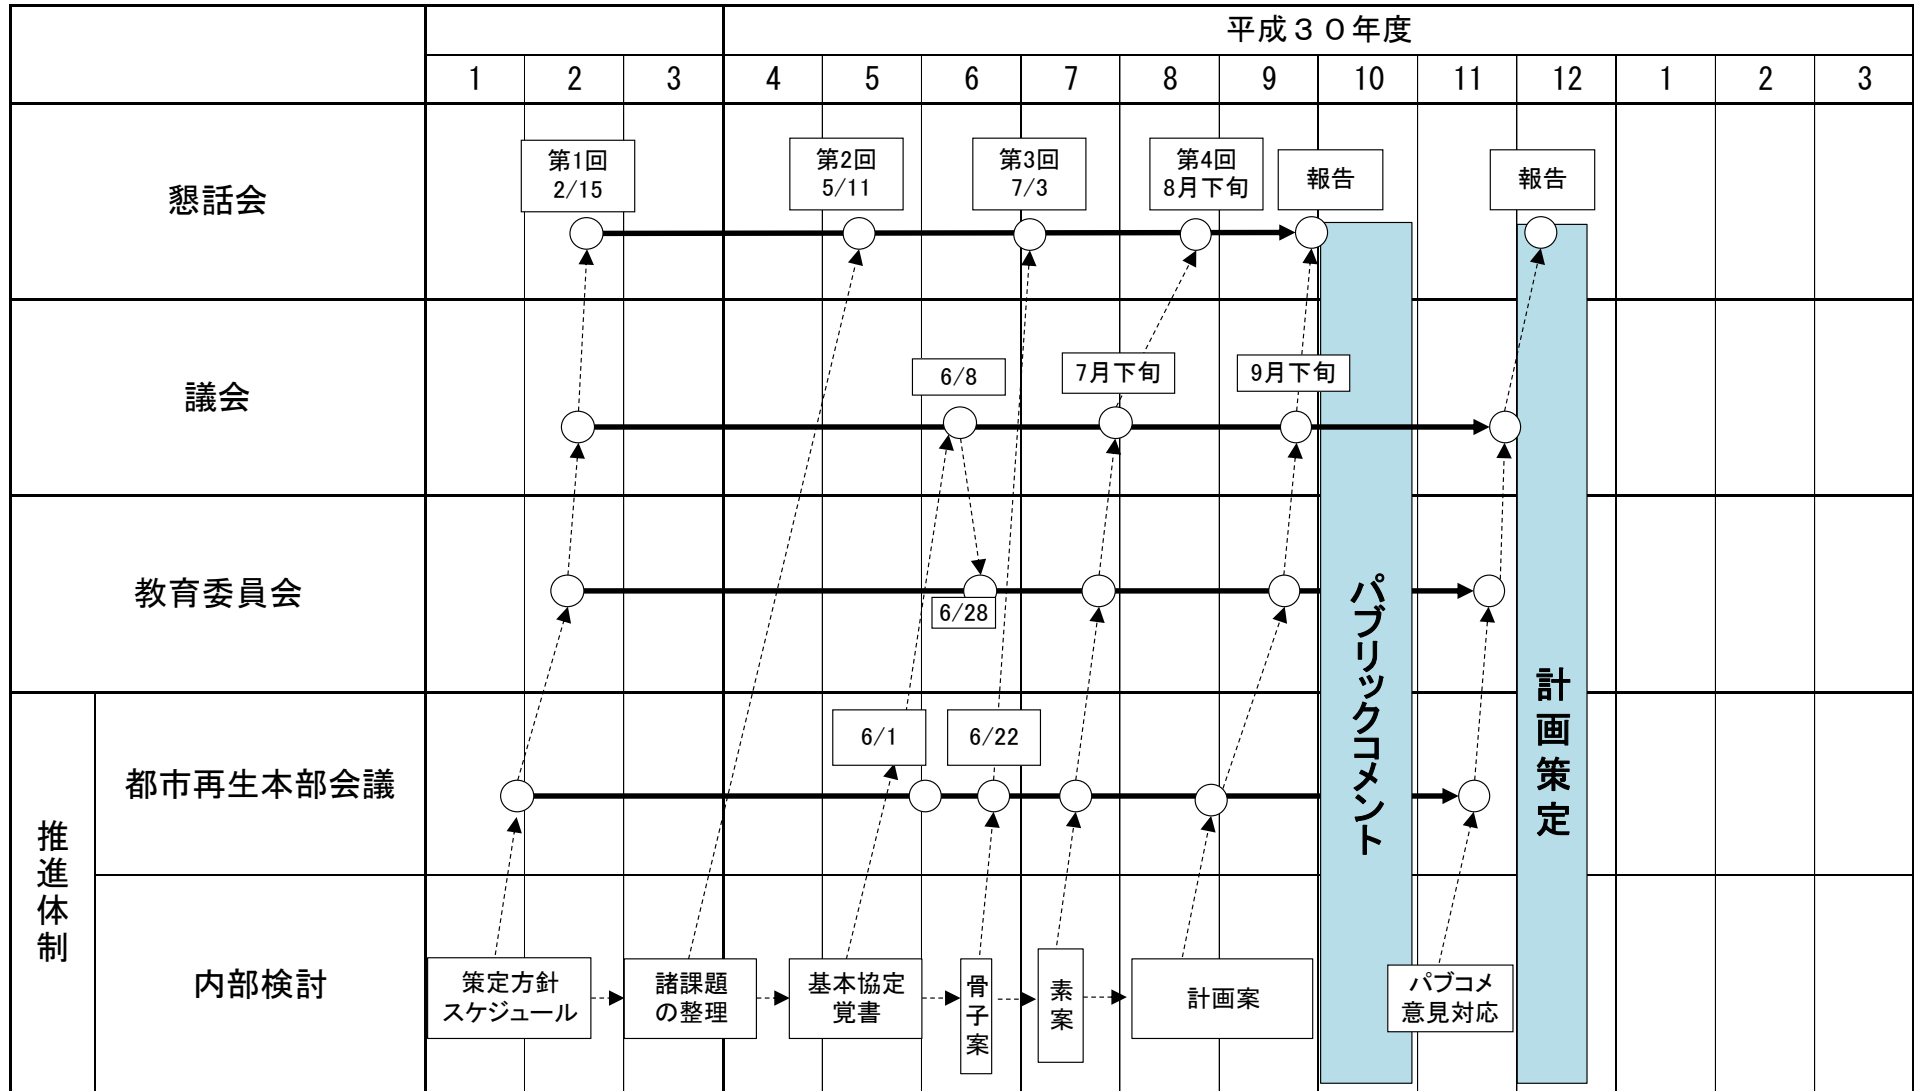 平成３０年度
1 2 3 4 5 6 7 8 9 10 11 12 1 2 3
懇話会
第1回
2/15
第2回
5/11
第3回
7/3
第4回
8月下旬
報告
報告
議会
6/8
7月下旬
9月下旬
教育委員会
6/28
パブリックコメント
計画策定
推進体制
都市再生本部会議
6/1
6/22
内部検討
策定方針
スケジュール
諸課題
の整理
基本協定
覚書
骨子案
素案
計画案
パブコメ
意見対応